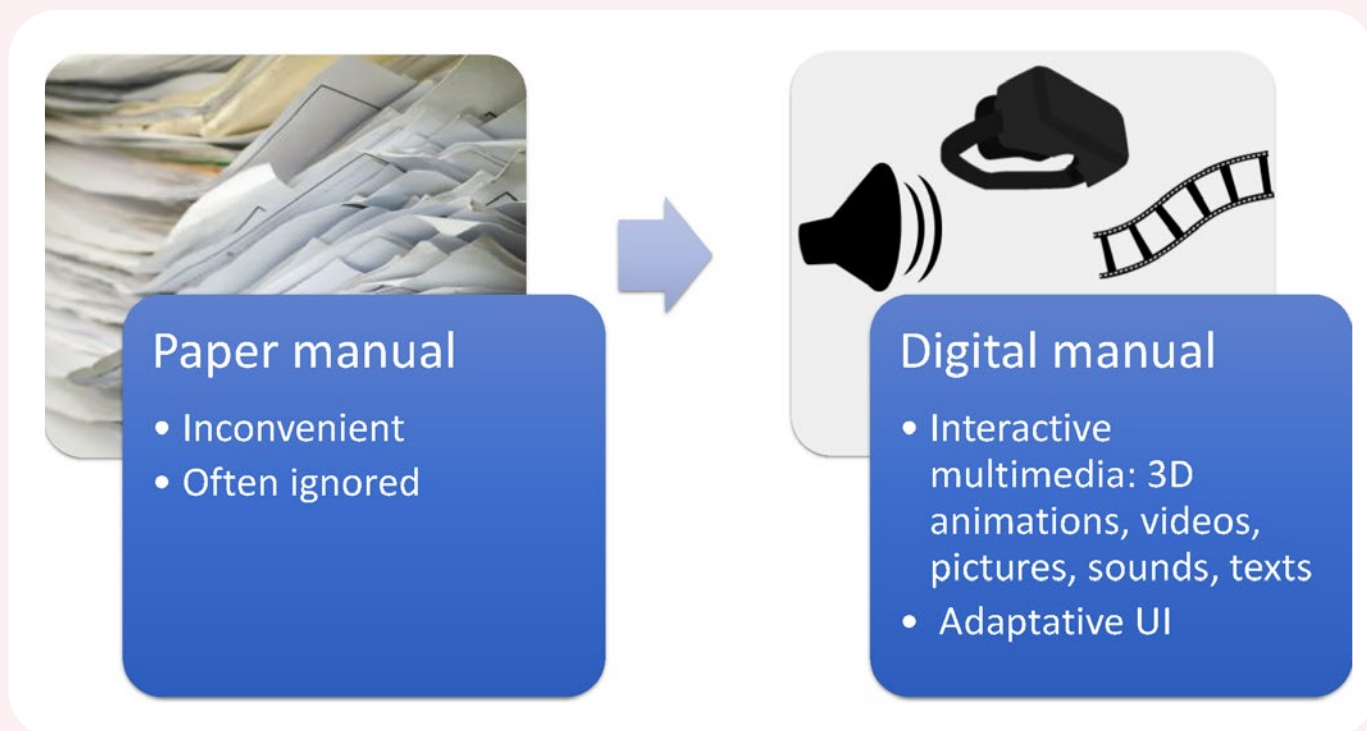 Paper manual
• Inconvenient
• Often ignored
Digital manual
• Interactive
multimedia: 3D
animations, videos,
pictures, sounds, texts
• Adaptative UI